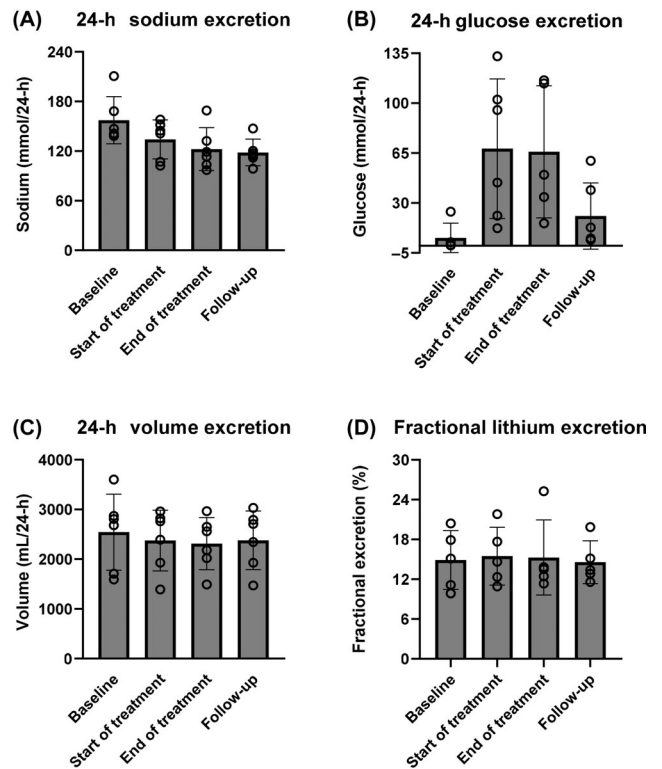 (A) 24-h sodium excretion
Sodium (mmol/24-h)
240
180
120
60
0
Baseline
Start of treatment
End of treatment
Follow-up
(B) 24-h glucose excretion
Glucose (mmol/24-h)
135
100
65
30
–5
Baseline
Start of treatment
End of treatment
Follow-up
(C) 24-h volume excretion
Volume (mL/24-h)
4000
3000
2000
1000
0
Baseline
Start of treatment
End of treatment
Follow-up
(D) Fractional lithium excretion
Fractional excretion (%)
30
24
18
12
6
0
Baseline
Start of treatment
End of treatment
Follow-up